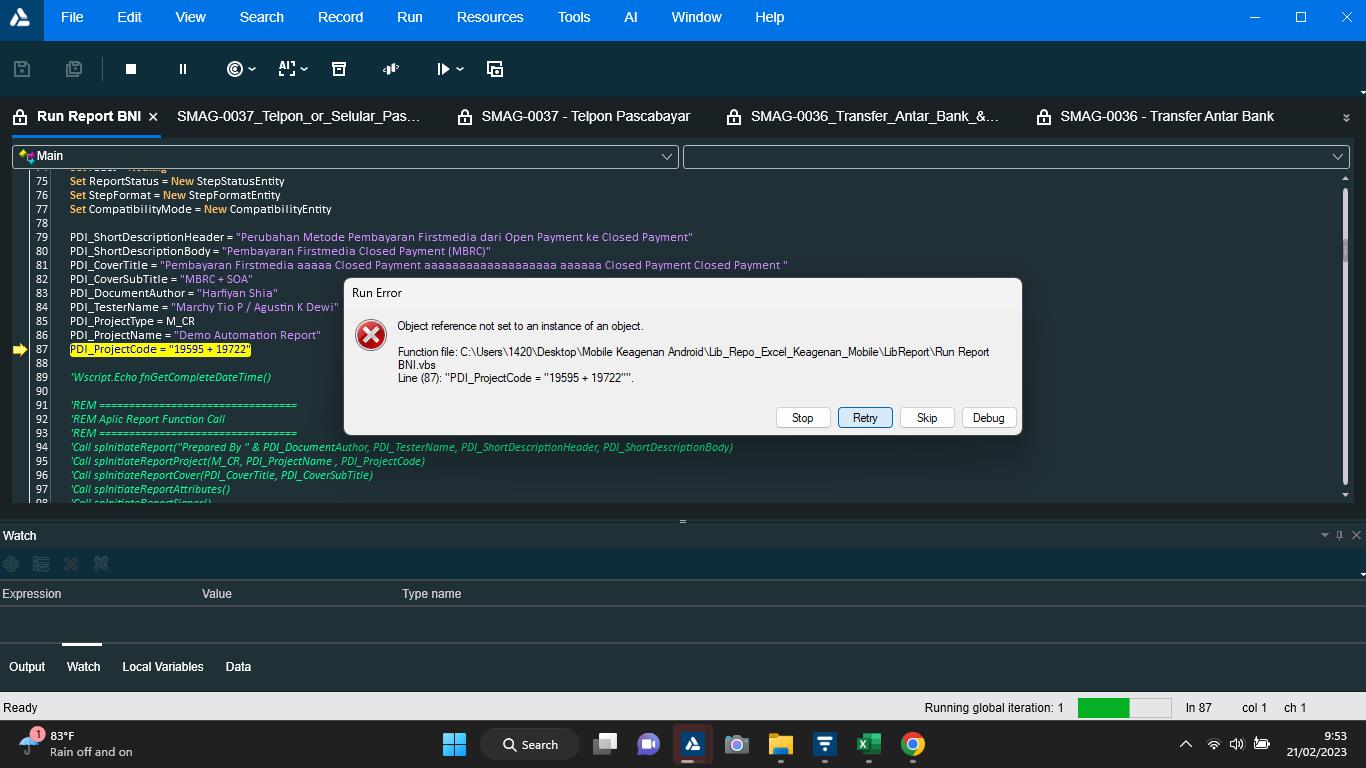 File Edit View Search Record Run Resources Tools AI Window Help
Run Report BNI SMAG-0037_Telpon_or_Selular_Pas... SMAG-0037 - Telpon Pascabayar SMAG-0036_Transfer_Antar_Bank_&... SMAG-0036 - Transfer Antar Bank
Main
75 Set ReportStatus = New StepStatusEntity
76 Set StepFormat = New StepFormatEntity
77 Set CompatibilityMode = New CompatibilityEntity
78
79 PDI_ShortDescriptionHeader = "Perubahan Metode Pembayaran Firstmedia dari Open Payment ke Closed Payment"
80 PDI_ShortDescriptionBody = "Pembayaran Firstmedia Closed Payment (MBRC)"
81 PDI_CoverTitle = "Pembayaran Firstmedia aaaaa Closed Payment aaaaaaaaaaaaaaaaaaa aaaaaa Closed Payment Closed Payment "
82 PDI_CoverSubTitle = "MBRC + SOA"
83 PDI_DocumentAuthor = "Harfiyan Shia"
84 PDI_TesterName = "Marchy Tio P / Agustin K Dewi"
85 PDI_ProjectType = M_CR
86 PDI_ProjectName = "Demo Automation Report"
87 PDI_ProjectCode = "19595 + 19722"
88
89 'Wscript.Echo fnGetCompleteDateTime()
90
91 'REM ================================
92 'REM Aplic Report Function Call
93 'REM ================================
94 'Call spInitiateReport("Prepared By " & PDI_DocumentAuthor, PDI_TesterName, PDI_ShortDescriptionHeader, PDI_ShortDescriptionBody)
95 'Call spInitiateReportProject(M_CR, PDI_ProjectName , PDI_ProjectCode)
96 'Call spInitiateReportCover(PDI_CoverTitle, PDI_CoverSubTitle)
97 'Call spInitiateReportAttributes()
98 'Call spInitiateReportSigner()
Run Error
Object reference not set to an instance of an object.
Function file: C:\Users\1420\Desktop\Mobile Keagenan Android\Lib_Repo_Excel_Keagenan_Mobile\LibReport\Run Report
BNI.vbs
Line (87): "PDI_ProjectCode = "19595 + 19722"".
Stop Retry Skip Debug
Watch
Expression Value Type name
Output Watch Local Variables Data
Ready Running global iteration: 1 ln 87 col 1 ch 1
1 83°F
Rain off and on
Search
9:53
21/02/2023